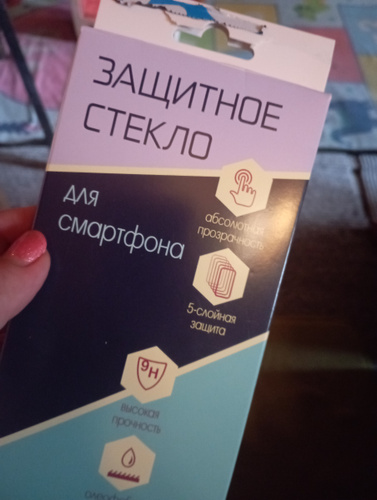 ЗАЩИТНОЕ
СТЕКЛО
для
смартфона
абсолютная
прозрачность
5-слойная
защита
9H
высокая
прочность